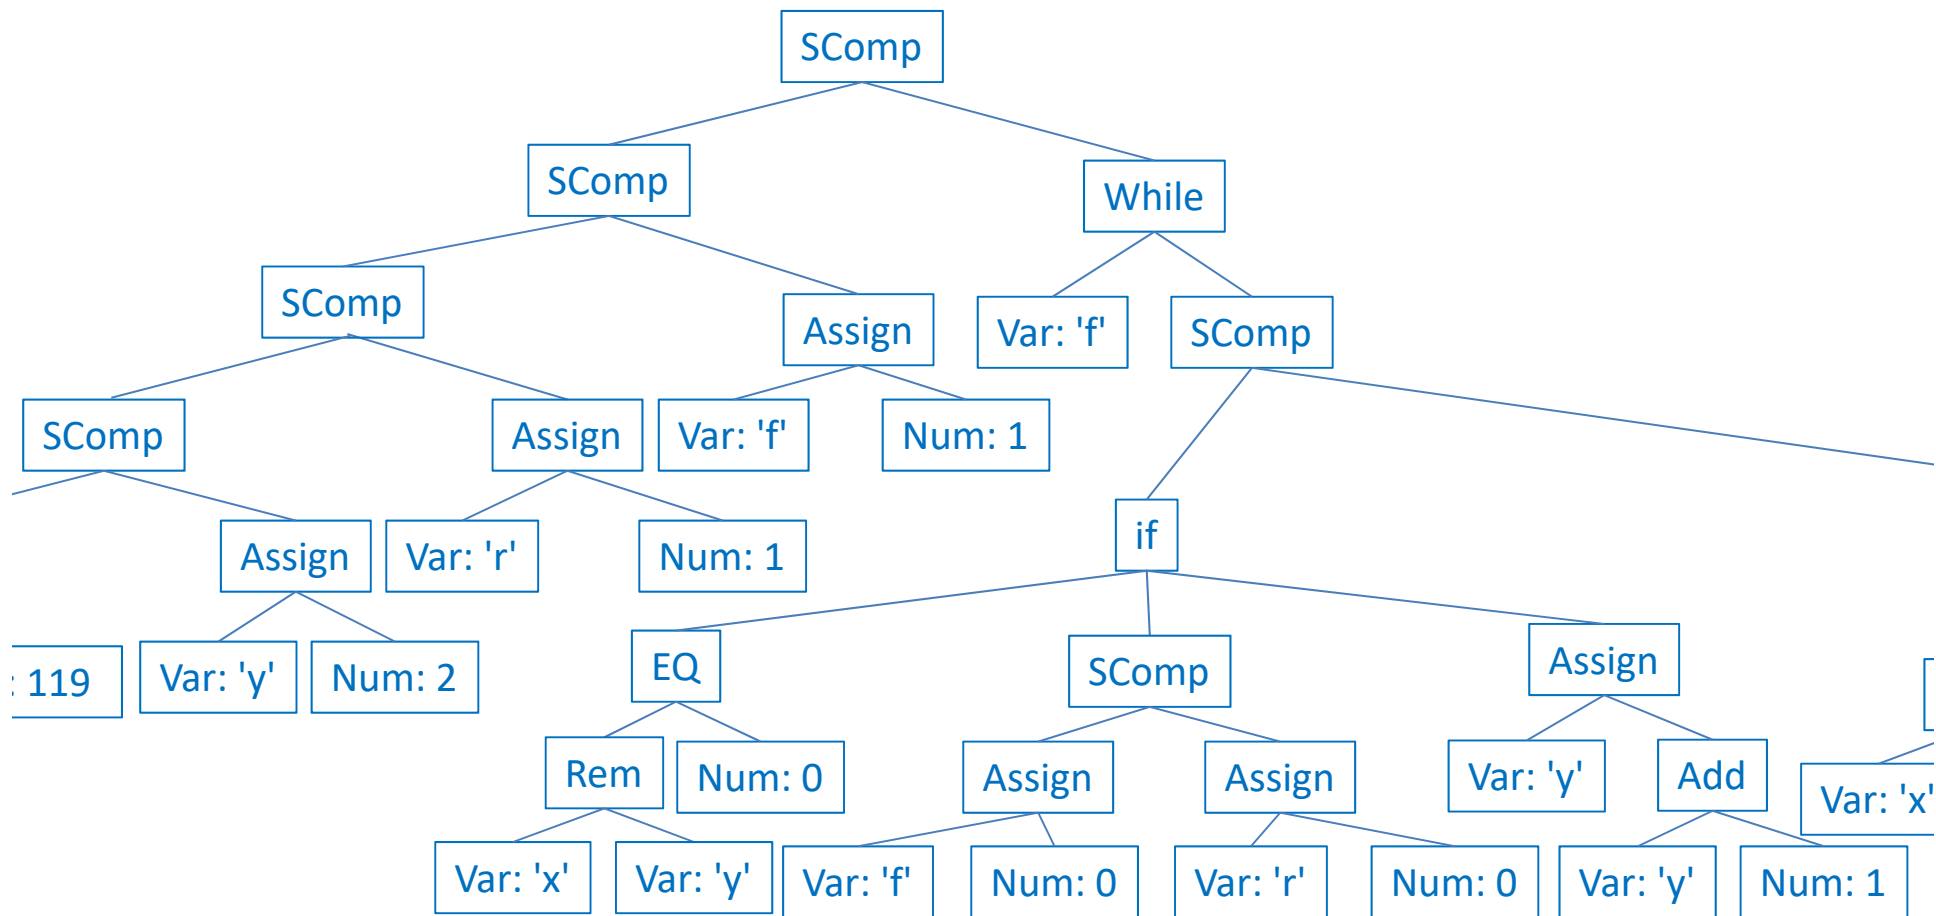 SComp
SComp
While
SComp
Assign
Var: 'f'
SComp
SComp
Assign
Var: 'f'
Num: 1
Assign
Var: 'r'
Num: 1
if
: 119
Var: 'y'
Num: 2
EQ
SComp
Assign
Rem
Num: 0
Assign
Assign
Var: 'y'
Add
Var: 'x'
Var: 'x'
Var: 'y'
Var: 'f'
Num: 0
Var: 'r'
Num: 0
Var: 'y'
Num: 1